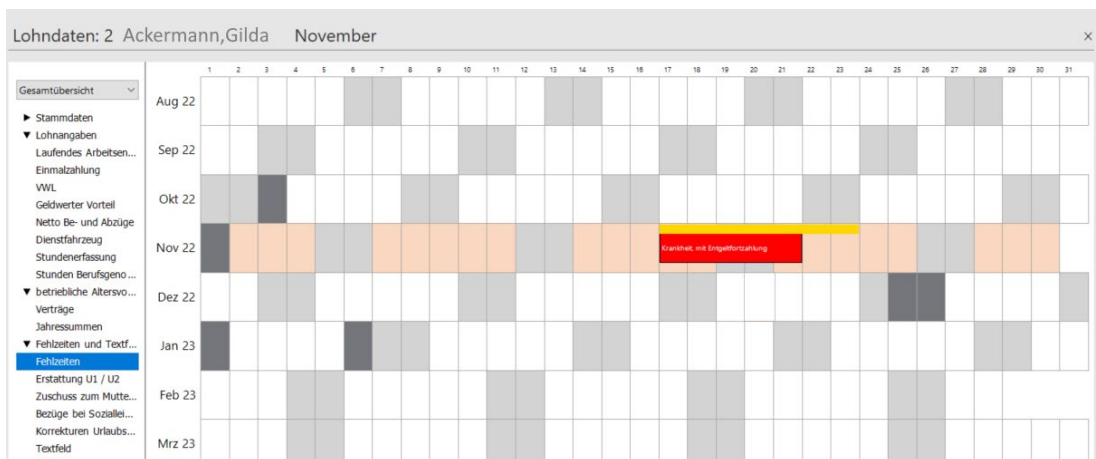 Lohndaten: 2 Ackermann,Gilda November ×
1 2 3 4 5 6 7 8 9 10 11 12 13 14 15 16 17 18 19 20 21 22 23 24 25 26 27 28 29 30 31
Gesamtübersicht
Stammdaten
Lohnangaben
Laufendes Arbeitsen...
Einmalzahlung
VWL
Geldwerter Vorteil
Netto Be- und Abzüge
Dienstfahrzeug
Stundenerfassung
Stunden Berufsgeno...
betriebliche Altersvo...
Verträge
Jahressummen
Fehlzeiten und Textf...
Fehlzeiten
Erstattung U1 / U2
Zuschuss zum Mutte...
Bezüge bei Soziallei...
Korrekturen Urlaubs...
Textfeld
Aug 22
Sep 22
Okt 22
Nov 22
Krankheit, mit Entgeltfortzahlung
Dez 22
Jan 23
Feb 23
Mrz 23